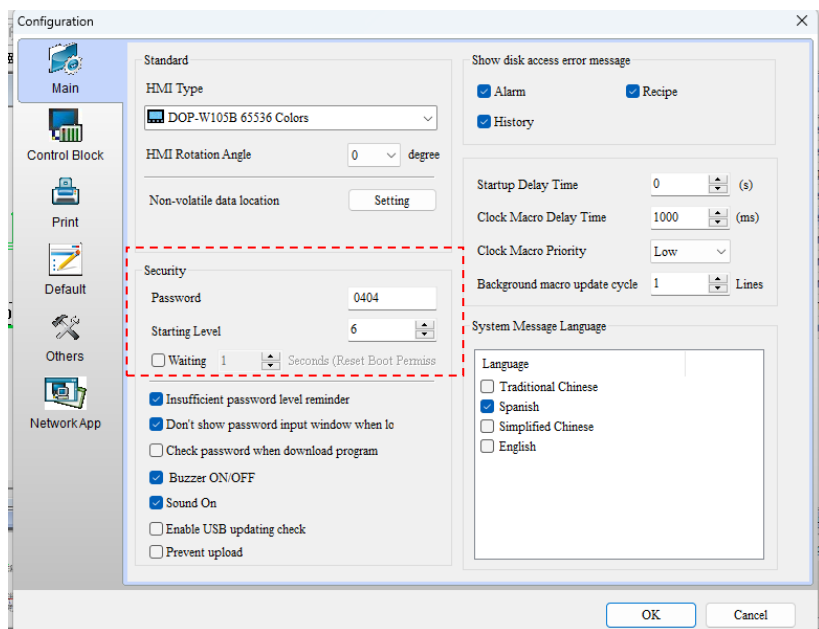 Configuration
Main
Control Block
Print
Default
Others
Network App
Standard
HMI Type
DOP-W105B 65536 Colors
HMI Rotation Angle 0 degree
Non-volatile data location Setting
Security
Password 0404
Starting Level 6
Waiting 1 Seconds (Reset Boot Permiss
Insufficient password level reminder
Don't show password input window when lo
Check password when download program
Buzzer ON/OFF
Sound On
Enable USB updating check
Prevent upload
Show disk access error message
Alarm Recipe
History
Startup Delay Time 0 (s)
Clock Macro Delay Time 1000 (ms)
Clock Macro Priority Low
Background macro update cycle 1 Lines
System Message Language
Language
Traditional Chinese
Spanish
Simplified Chinese
English
OK Cancel